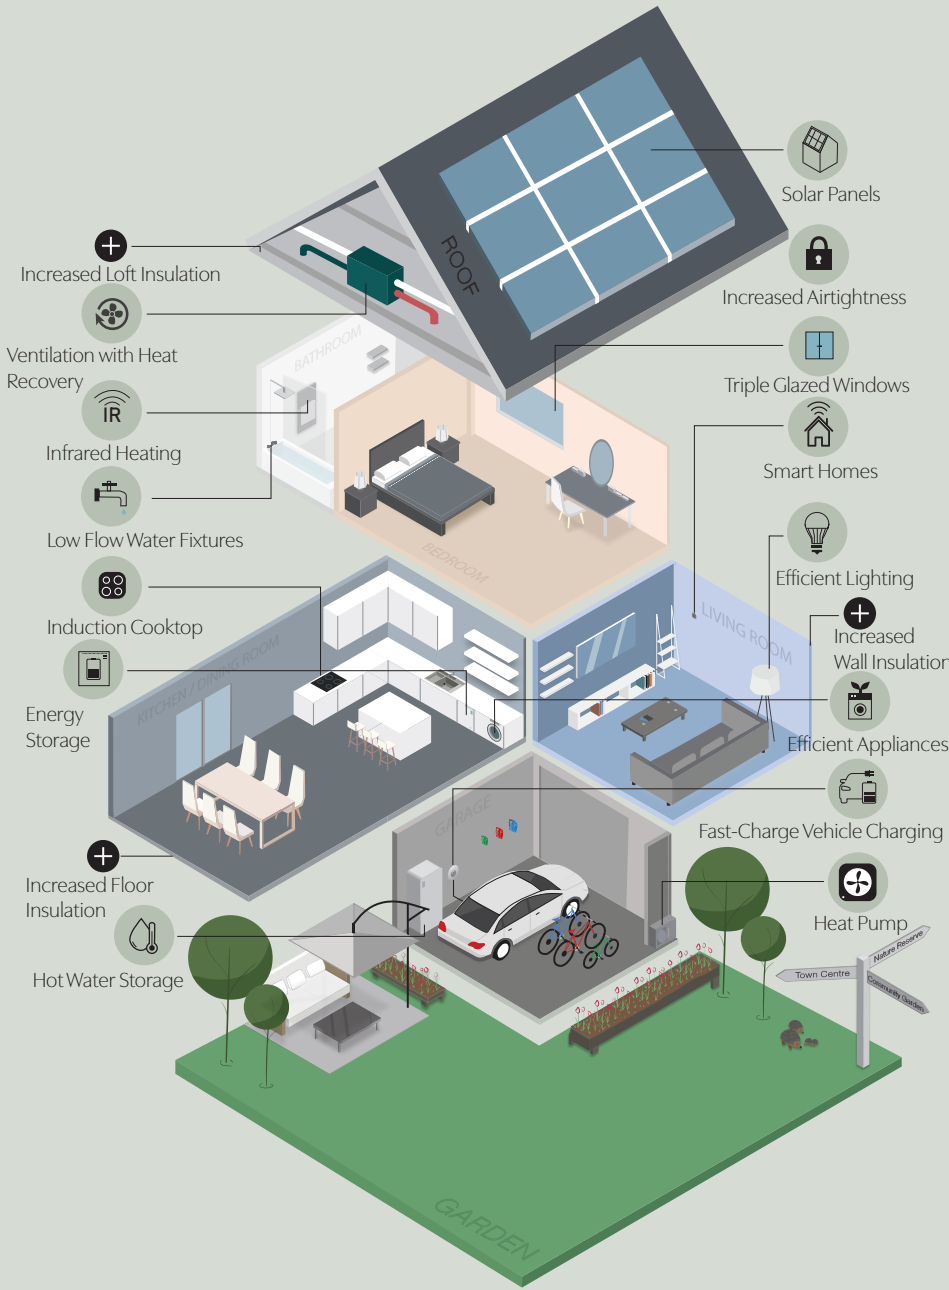 ROOF
Solar Panels
Increased Loft Insulation
Increased Airtightness
Ventilation with Heat
Recovery
BATHROOM
Triple Glazed Windows
IR
Infrared Heating
Smart Homes
Low Flow Water Fixtures
BEDROOM
Efficient Lighting
Induction Cooktop
LIVING ROOM
Increased
Wall Insulation
KITCHEN / DINING ROOM
Energy
Storage
Efficient Appliances
GARAGE
Fast-Charge Vehicle Charging
Increased Floor
Insulation
Heat Pump
Hot Water Storage
Nature Reserve
Town Centre
Community Garden
GARDEN